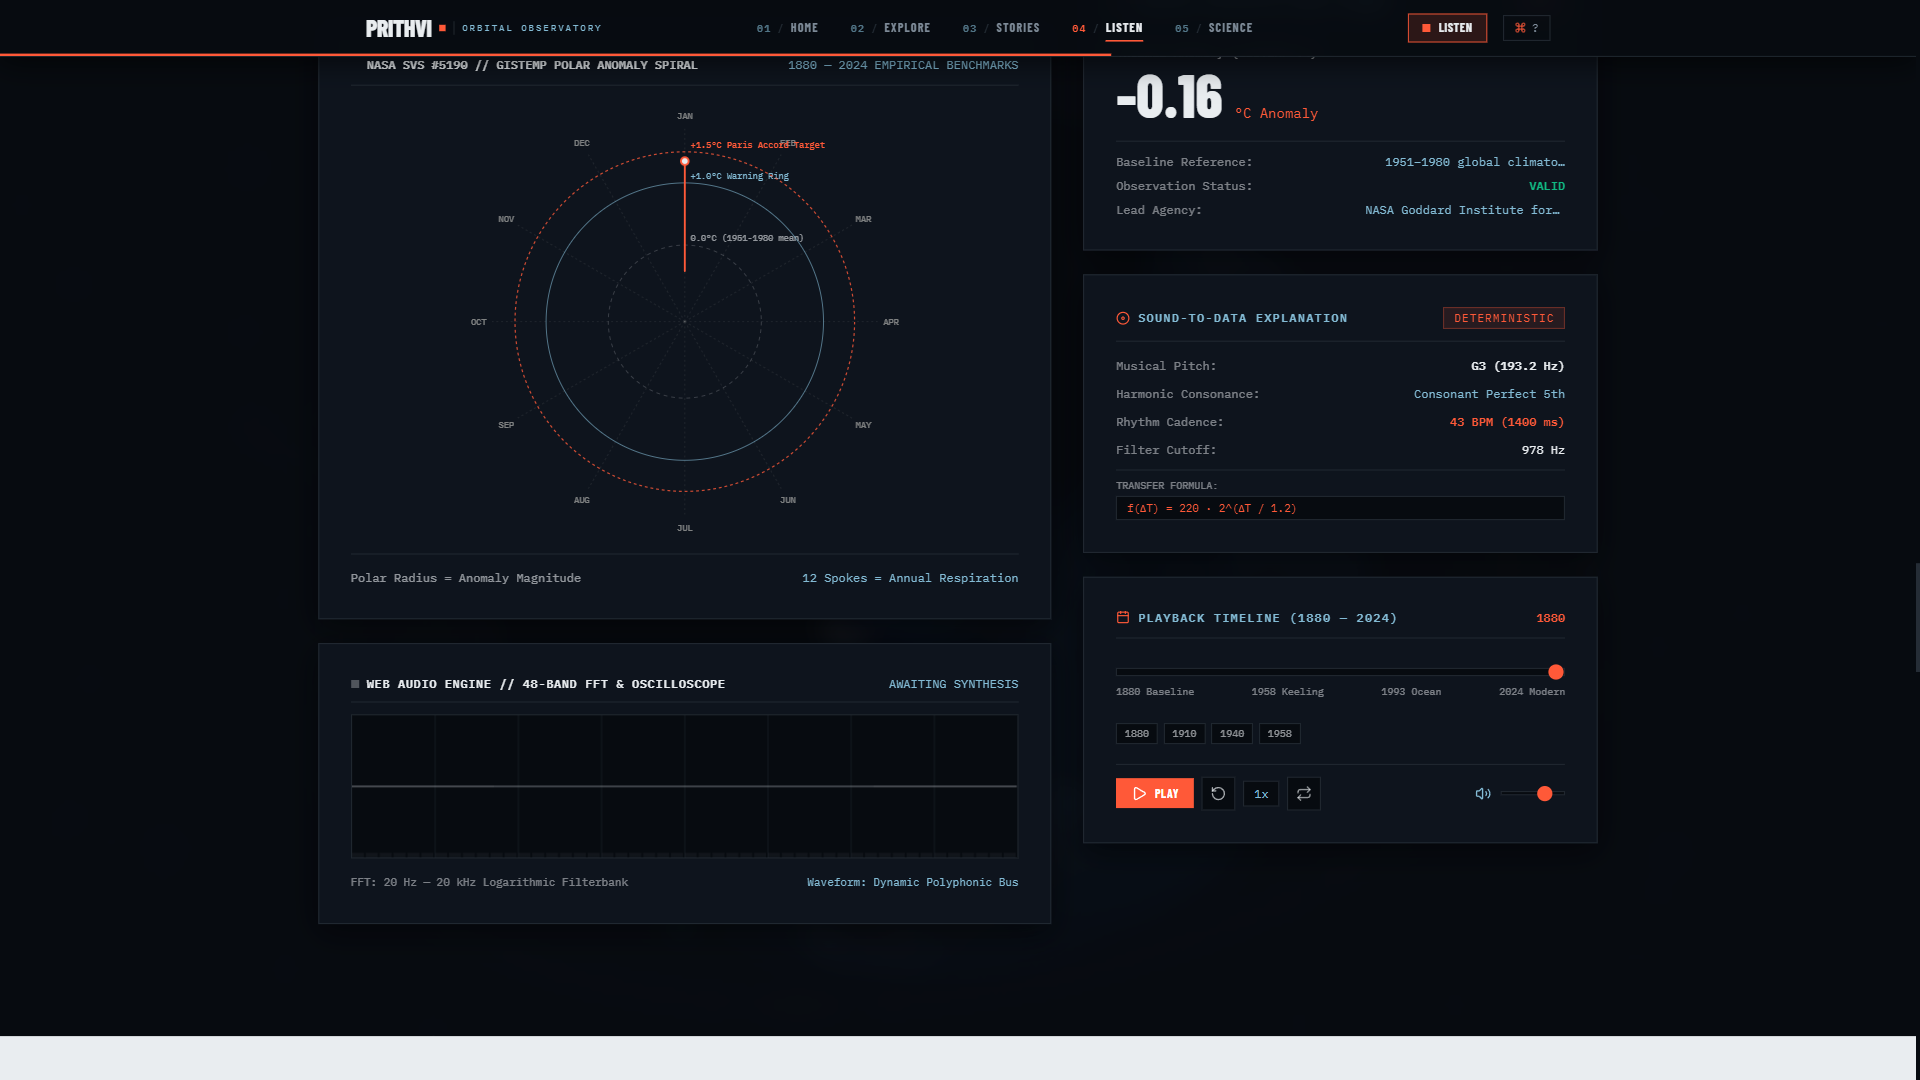 PRITHVI
ORBITAL OBSERVATORY
01 / HOME
02 / EXPLORE
03 / STORIES
04 / LISTEN
05 / SCIENCE
LISTEN
⌘ ?
NASA SVS #5190 // GISTEMP POLAR ANOMALY SPIRAL
1880 — 2024 EMPIRICAL BENCHMARKS
JAN
DEC
FEB
+1.5°C Paris Accord Target
+1.0°C Warning Ring
NOV
MAR
0.0°C (1951-1980 mean)
OCT
APR
SEP
MAY
AUG
JUN
JUL
Polar Radius = Anomaly Magnitude
12 Spokes = Annual Respiration
WEB AUDIO ENGINE // 48-BAND FFT & OSCILLOSCOPE
AWAITING SYNTHESIS
FFT: 20 Hz — 20 kHz Logarithmic Filterbank
Waveform: Dynamic Polyphonic Bus
-0.16 °C Anomaly
Baseline Reference: 1951-1980 global climato…
Observation Status: VALID
Lead Agency: NASA Goddard Institute for…
SOUND-TO-DATA EXPLANATION
DETERMINISTIC
Musical Pitch: G3 (193.2 Hz)
Harmonic Consonance: Consonant Perfect 5th
Rhythm Cadence: 43 BPM (1400 ms)
Filter Cutoff: 978 Hz
TRANSFER FORMULA:
f(ΔT) = 220 · 2^(ΔT / 1.2)
PLAYBACK TIMELINE (1880 — 2024)
1880
1880 Baseline
1958 Keeling
1993 Ocean
2024 Modern
1880
1910
1940
1958
PLAY
1x